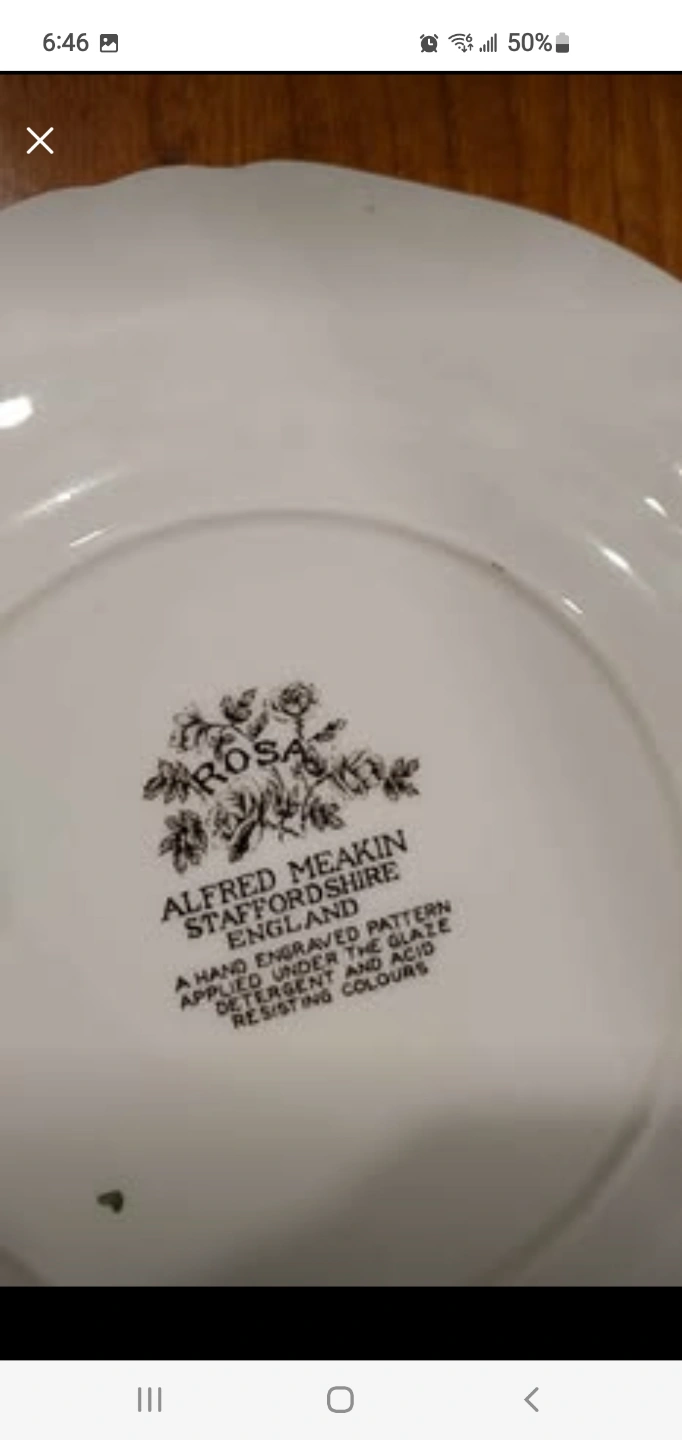 6:46
50%
ROSA
ALFRED MEAKIN
STAFFORDSHIRE
ENGLAND
A HAND ENGRAVED PATTERN
APPLIED UNDER THE GLAZE
DETERGENT AND ACID
RESISTING COLOURS